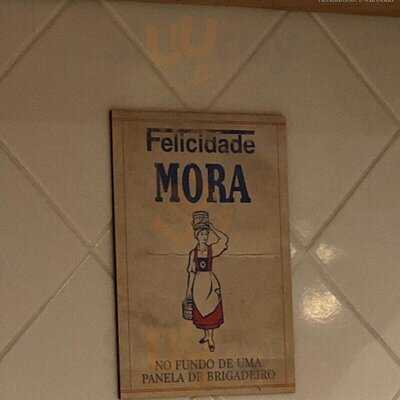 Felicidade
MORA
NO FUNDO DE UMA
PANELA DE BRIGADEIRO